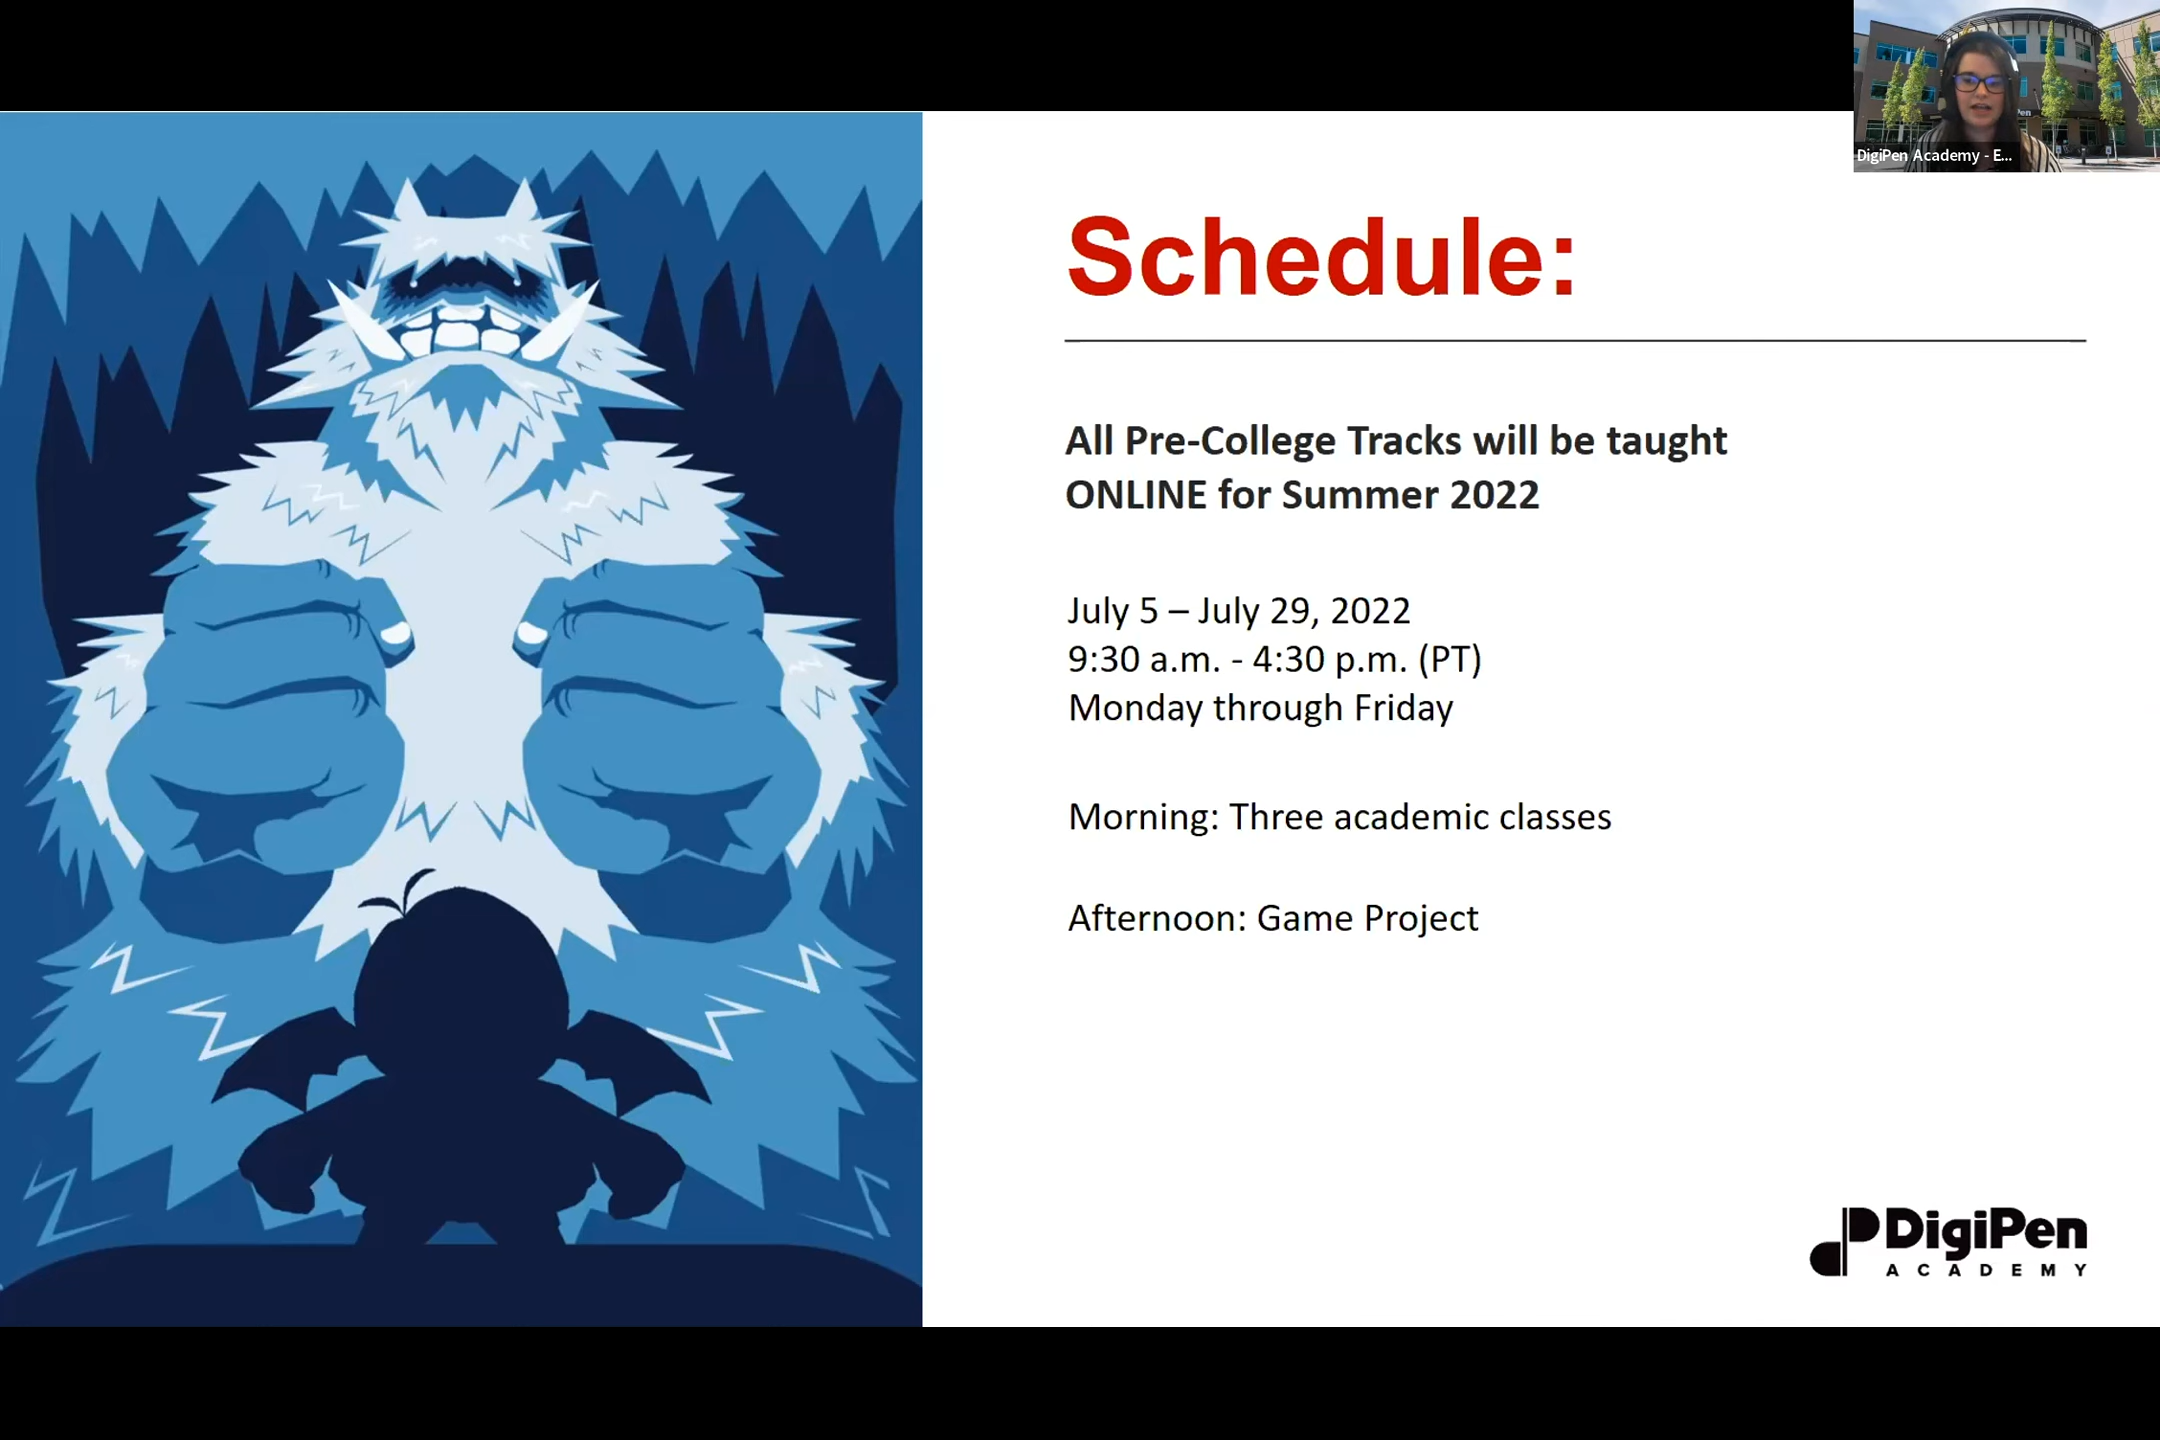 DigiPen Academy - E...
Schedule:
All Pre-College Tracks will be taught
ONLINE for Summer 2022
July 5 – July 29, 2022
9:30 a.m. - 4:30 p.m. (PT)
Monday through Friday
Morning: Three academic classes
Afternoon: Game Project
DigiPen
ACADEMY